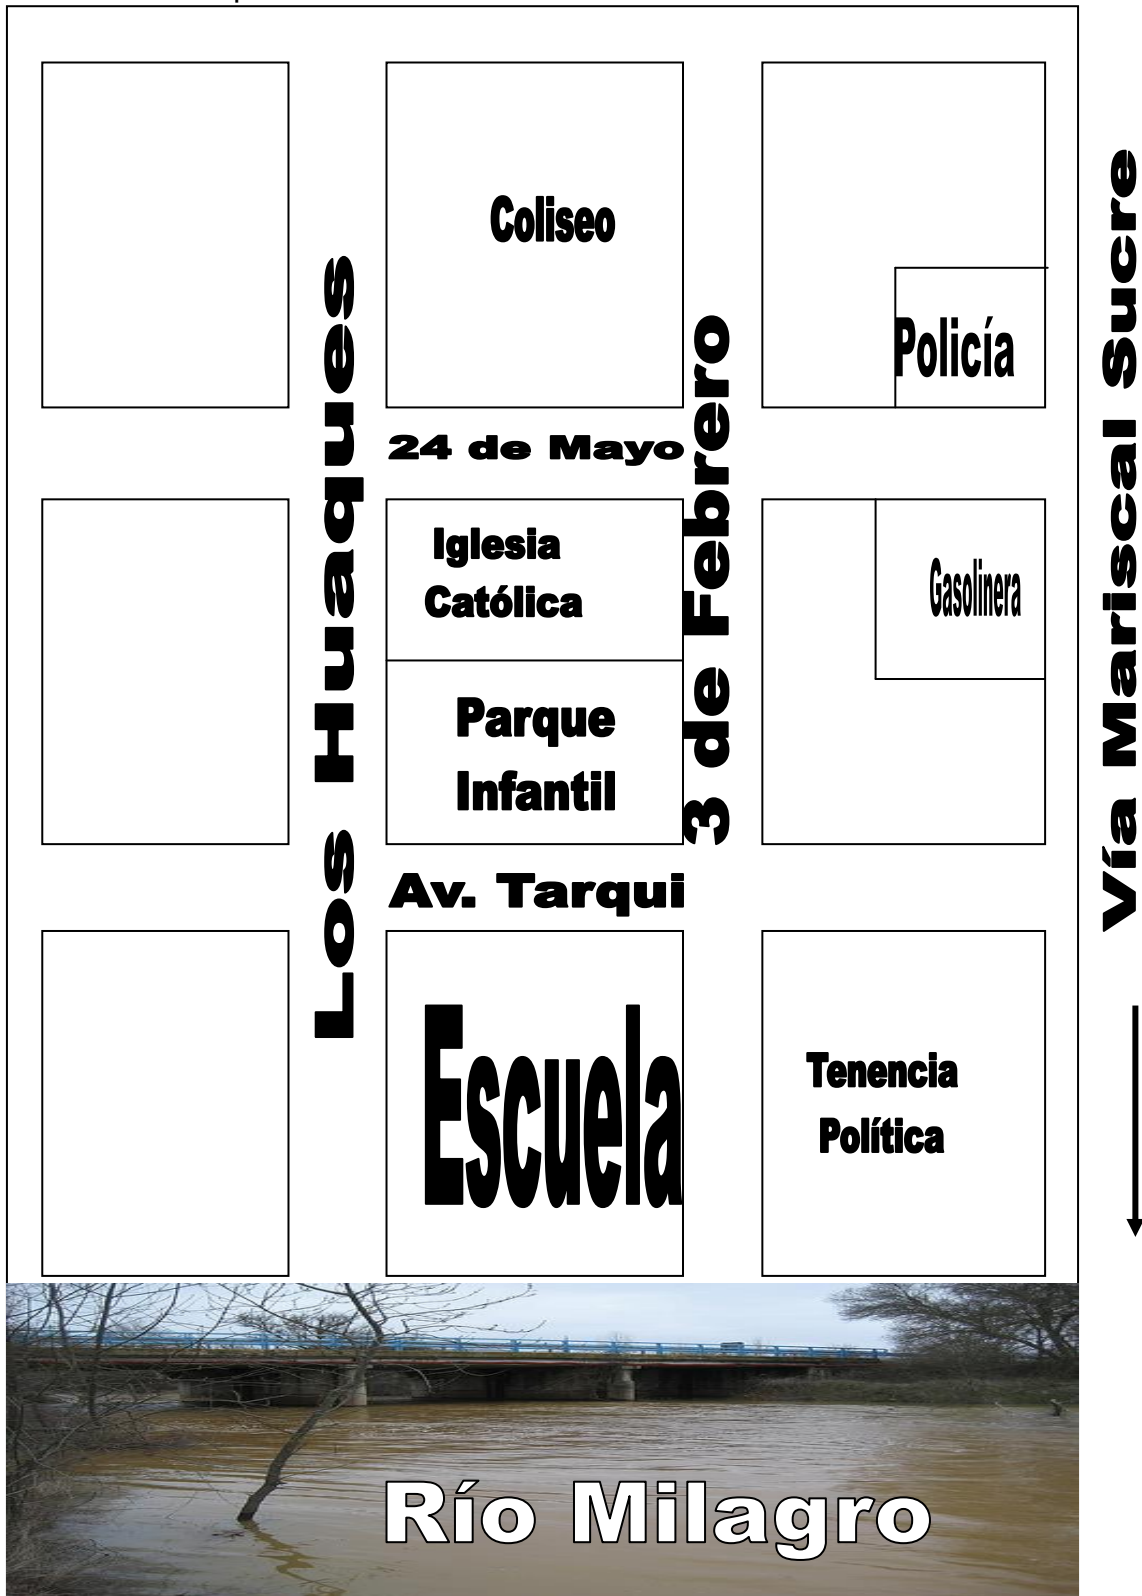 Coliseo
Policía
24 de Mayo
Los Huaques
3 de Febrero
Vía Mariscal Sucre
Iglesia
Católica
Gasolinera
Parque
Infantil
Av. Tarqui
Escuela
Tenencia
Política
Río Milagro